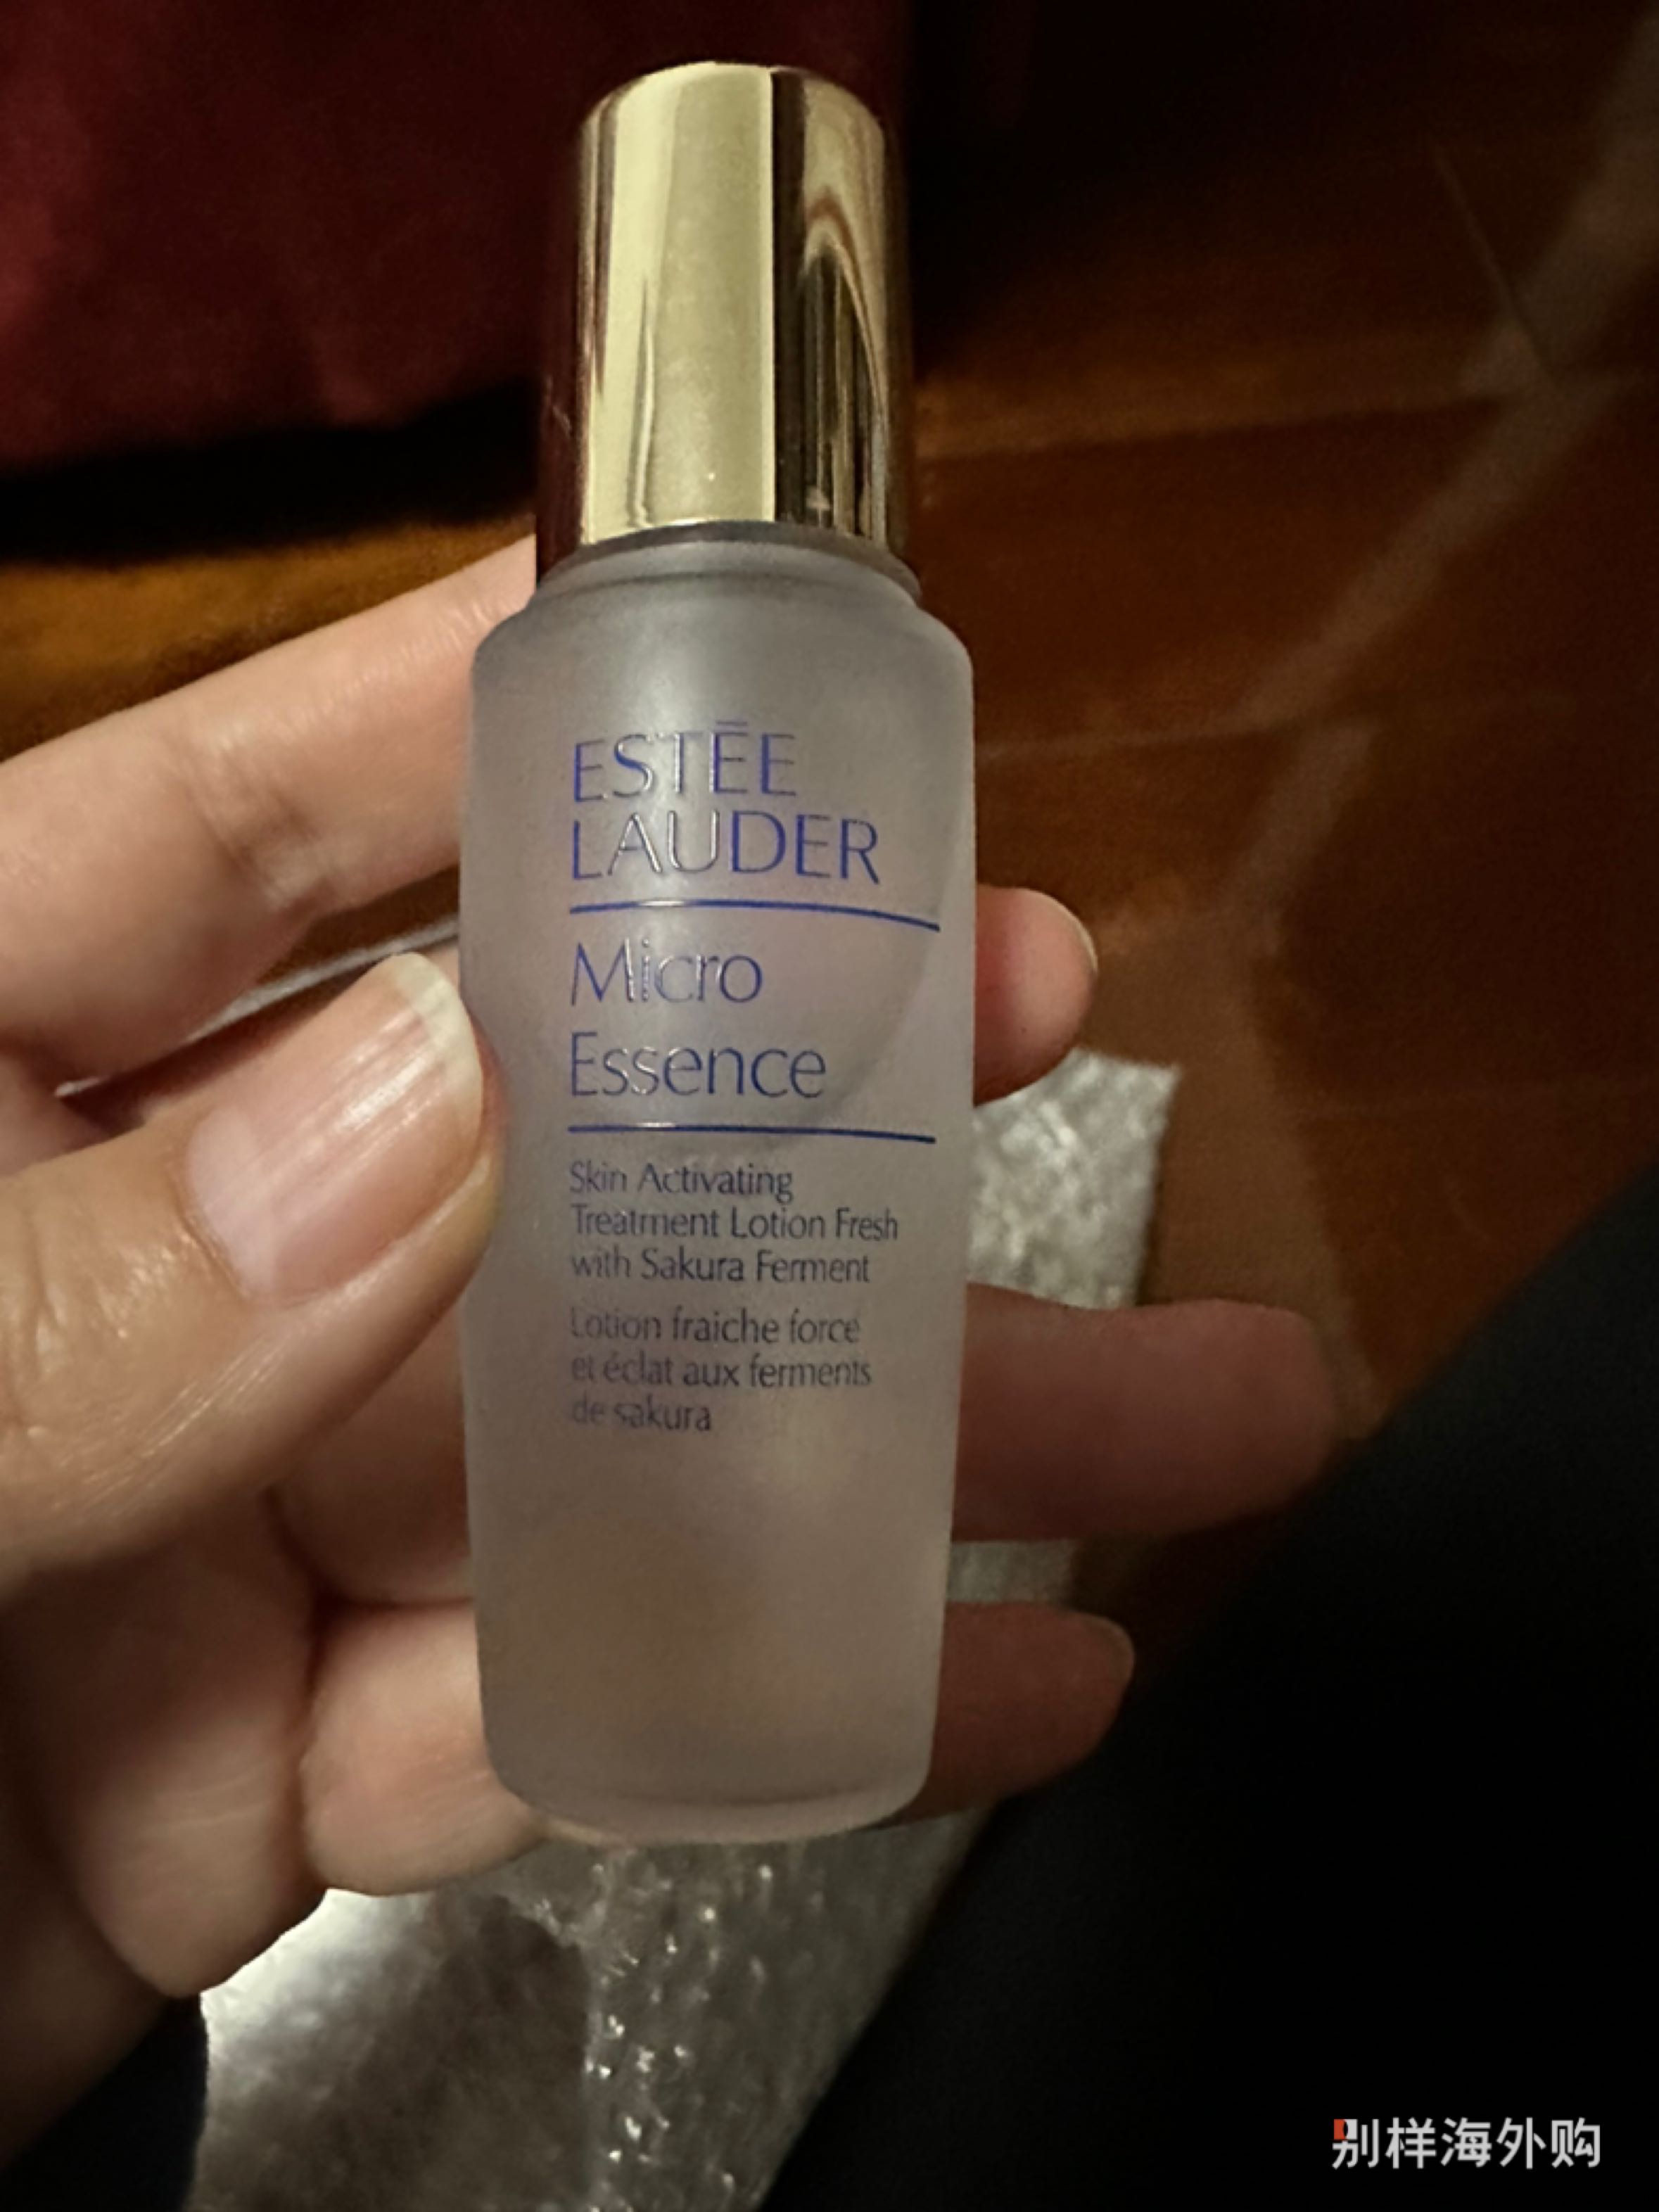 ESTĒE
LAUDER
Micro
Essence
Skin Activating
Treatment Lotion Fresh
with Sakura Ferment
Lotion fraiche force
et éclat aux ferments
de sakura
别样海外购